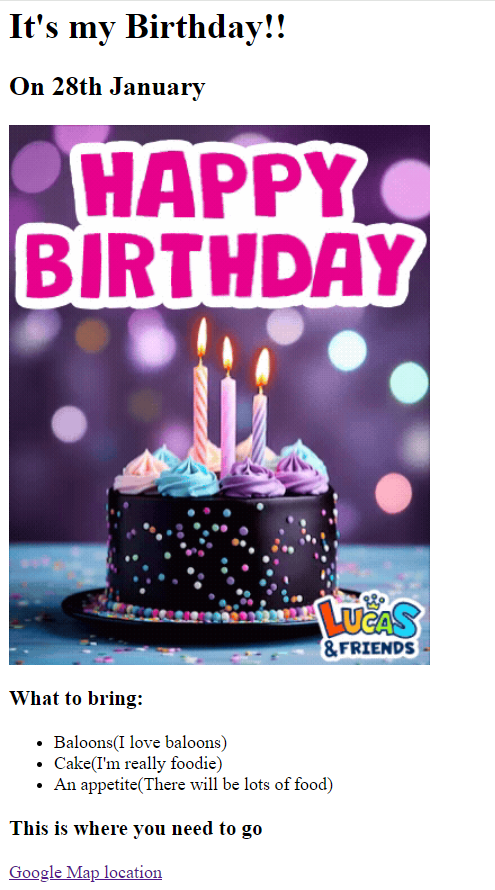 It's my Birthday!!
On 28th January
HAPPY
BIRTHDAY
LUCAS
& FRIENDS
What to bring:
Baloons(I love baloons)
Cake(I'm really foodie)
An appetite(There will be lots of food)
This is where you need to go
Google Map location